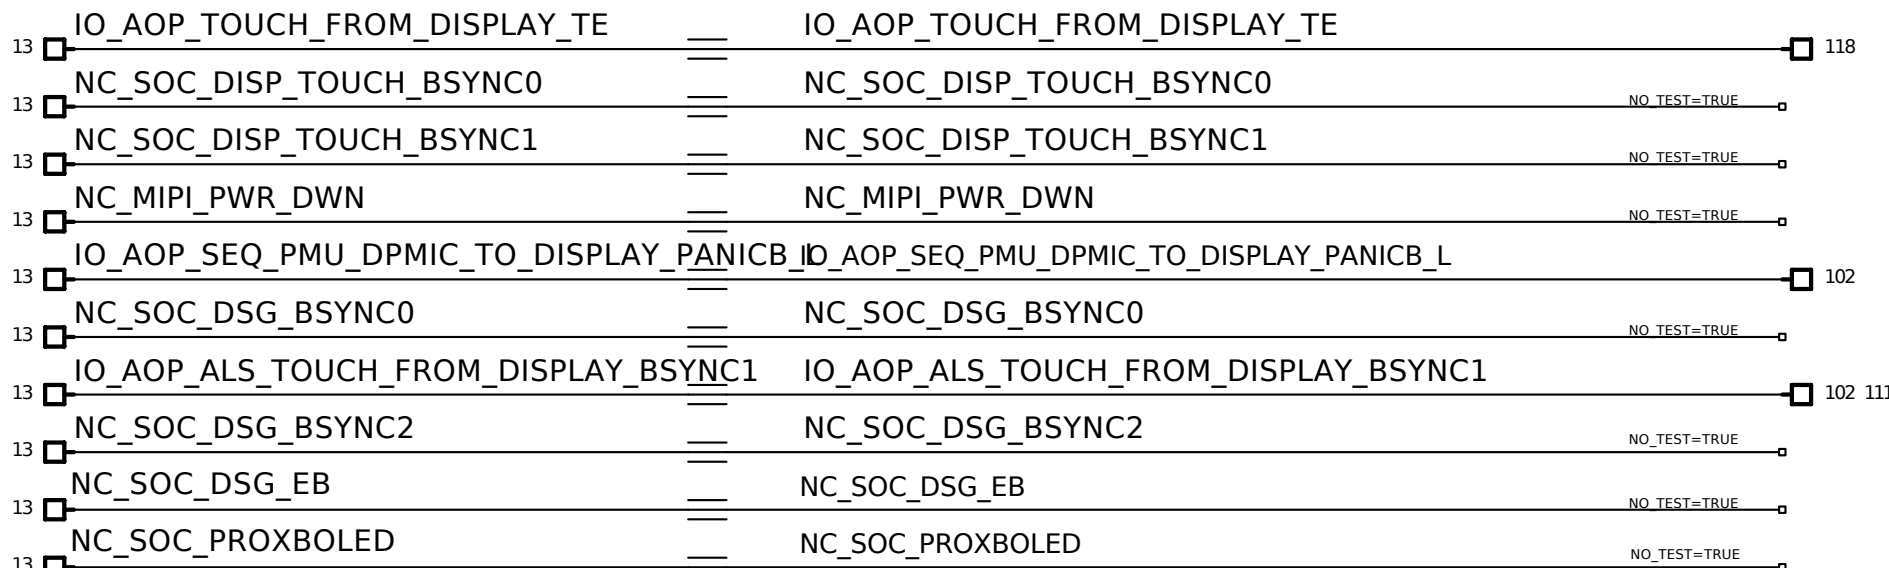 IO_AOP_TOUCH_FROM_DISPLAY_TE IO_AOP_TOUCH_FROM_DISPLAY_TE
13 118
NC_SOC_DISP_TOUCH_BSYNC0 NC_SOC_DISP_TOUCH_BSYNC0
13 NO_TEST=TRUE
NC_SOC_DISP_TOUCH_BSYNC1 NC_SOC_DISP_TOUCH_BSYNC1
13 NO_TEST=TRUE
NC_MIPI_PWR_DWN NC_MIPI_PWR_DWN
13 NO_TEST=TRUE
IO_AOP_SEQ_PMU_DPMIC_TO_DISPLAY_PANICB_L IO_AOP_SEQ_PMU_DPMIC_TO_DISPLAY_PANICB_L
13 102
NC_SOC_DSG_BSYNC0 NC_SOC_DSG_BSYNC0
13 NO_TEST=TRUE
IO_AOP_ALS_TOUCH_FROM_DISPLAY_BSYNC1 IO_AOP_ALS_TOUCH_FROM_DISPLAY_BSYNC1
13 102 111
NC_SOC_DSG_BSYNC2 NC_SOC_DSG_BSYNC2
13 NO_TEST=TRUE
NC_SOC_DSG_EB NC_SOC_DSG_EB
13 NO_TEST=TRUE
NC_SOC_PROXBOLED NC_SOC_PROXBOLED
13 NO_TEST=TRUE